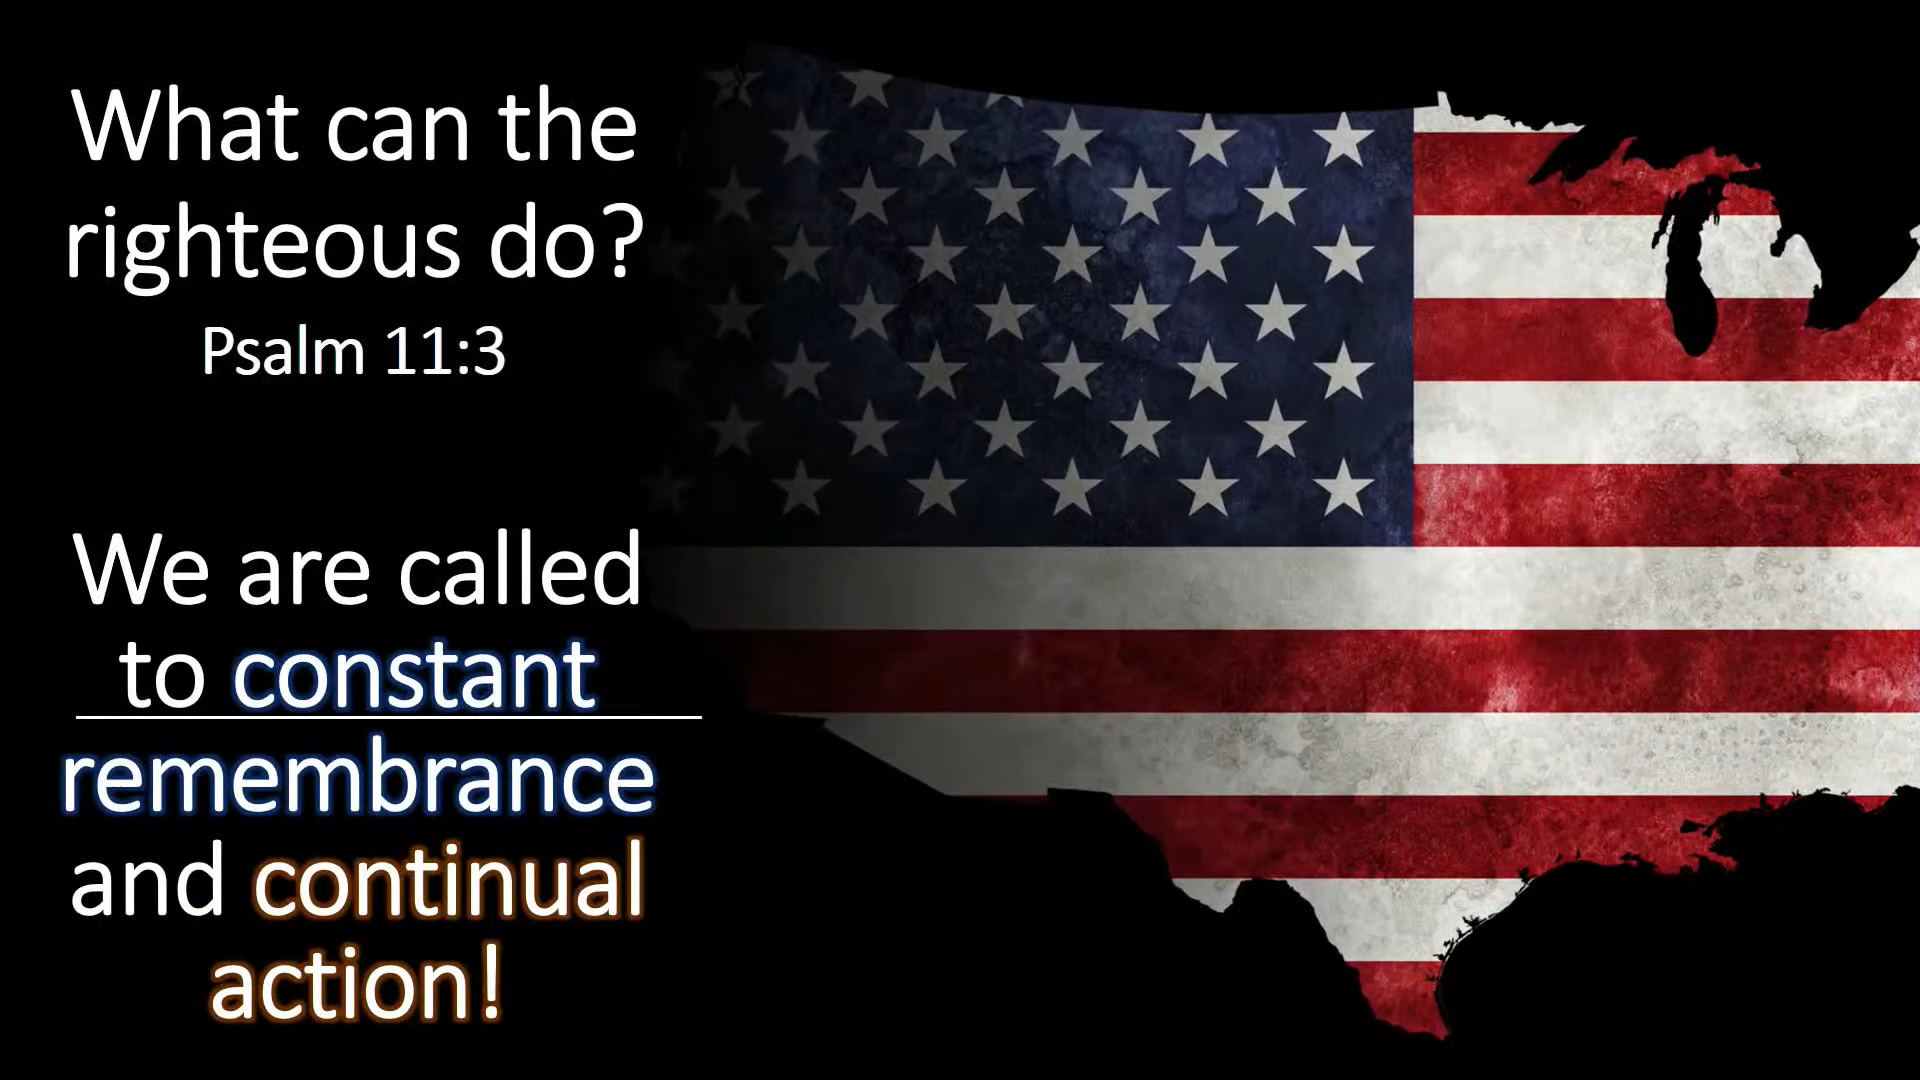 What can the
righteous do?
Psalm 11:3
We are called
to constant
remembrance
and continual
action!